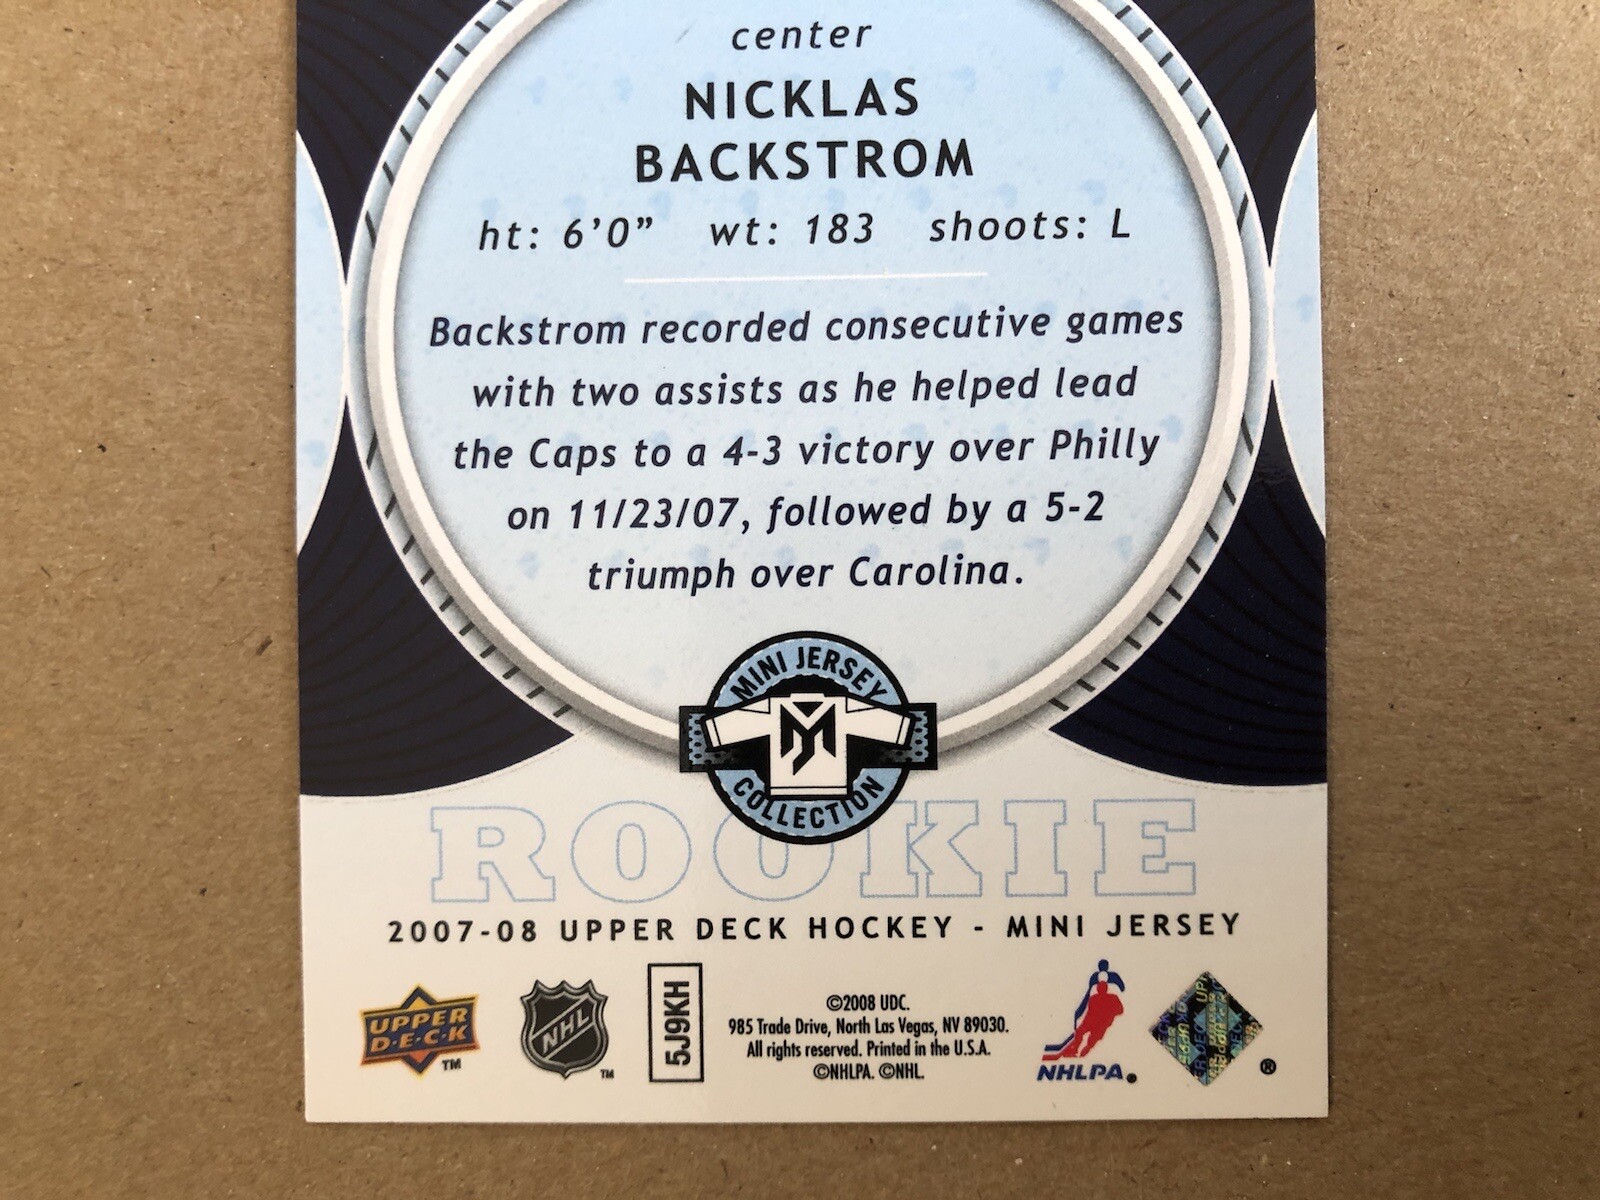 center
NICKLAS
BACKSTROM
ht: 6’0” wt: 183 shoots: L
Backstrom recorded consecutive games
with two assists as he helped lead
the Caps to a 4-3 victory over Philly
on 11/23/07, followed by a 5-2
triumph over Carolina.
MINI JERSEY
MJ
COLLECTION
ROOKIE
2007-08 UPPER DECK HOCKEY - MINI JERSEY
UPPER
D·E·C·K
TM
NHL
TM
5J9KH
©2008 UDC.
985 Trade Drive, North Las Vegas, NV 89030.
All rights reserved. Printed in the U.S.A.
©NHLPA. ©NHL.
NHLPA®
®